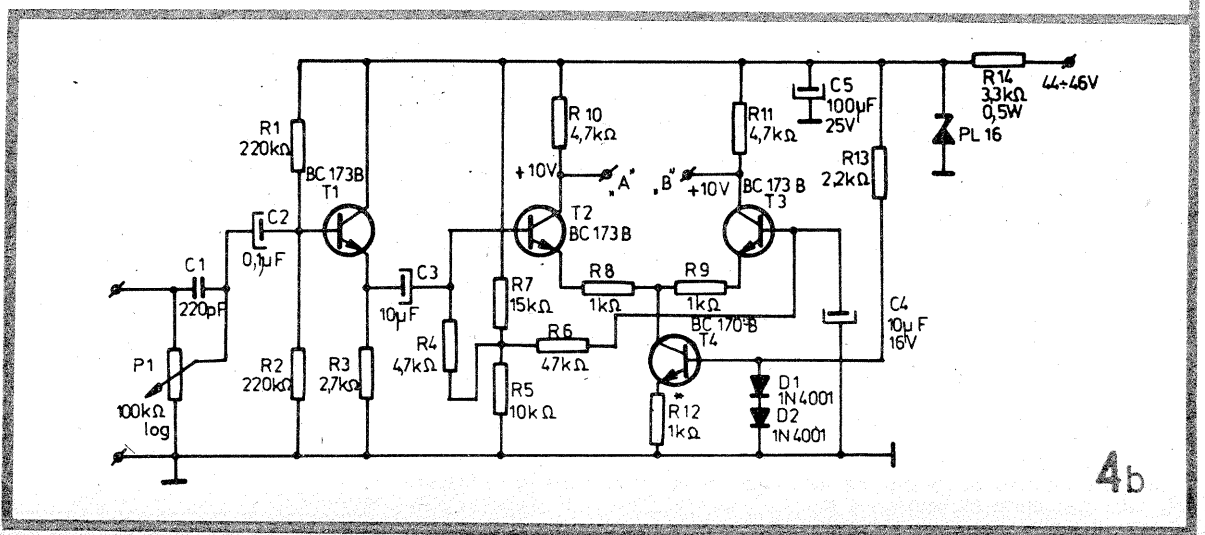 R14
3,3kΩ
0,5W
44÷46V
C5
100µF
25V
PL 16
R 10
4,7kΩ
R11
4,7kΩ
R1
220kΩ
R13
2,2kΩ
BC 173B
T1
+10V
„A"
„B"
+10V
BC 173 B
T3
T2
BC 173 B
C2
0,1µF
C1
220pF
C3
10µF
R7
15kΩ
R8
1kΩ
R9
1kΩ
C4
10µF
16V
BC 170-B
T4
R6
47kΩ
P1
100kΩ
log
R2
220kΩ
R3
2,7kΩ
R4
4,7kΩ
R5
10kΩ
*
R12
1kΩ
D1
1N4001
D2
1N4001
4b